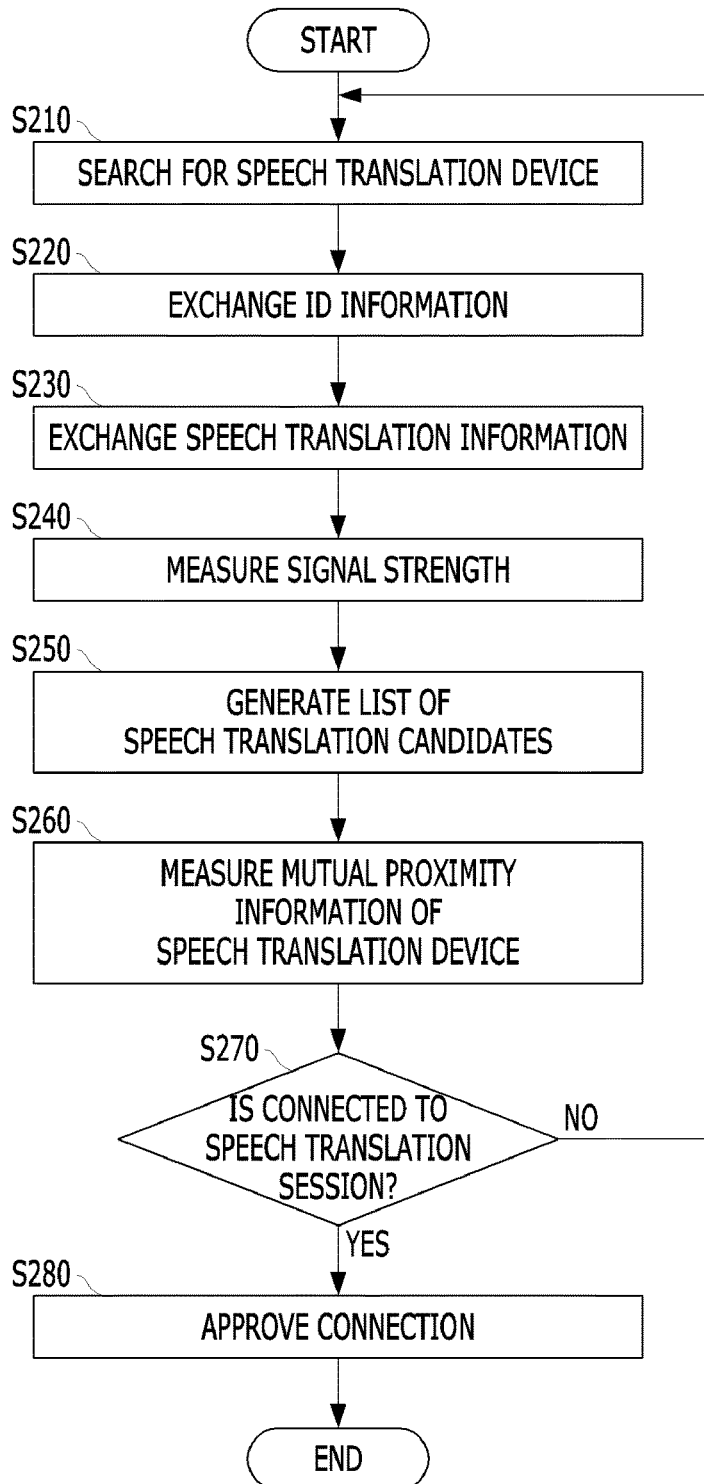 START
S210
SEARCH FOR SPEECH TRANSLATION DEVICE
S220
EXCHANGE ID INFORMATION
S230
EXCHANGE SPEECH TRANSLATION INFORMATION
S240
MEASURE SIGNAL STRENGTH
S250
GENERATE LIST OF
SPEECH TRANSLATION CANDIDATES
S260
MEASURE MUTUAL PROXIMITY
INFORMATION OF
SPEECH TRANSLATION DEVICE
S270
IS CONNECTED TO
SPEECH TRANSLATION
SESSION?
NO
YES
S280
APPROVE CONNECTION
END